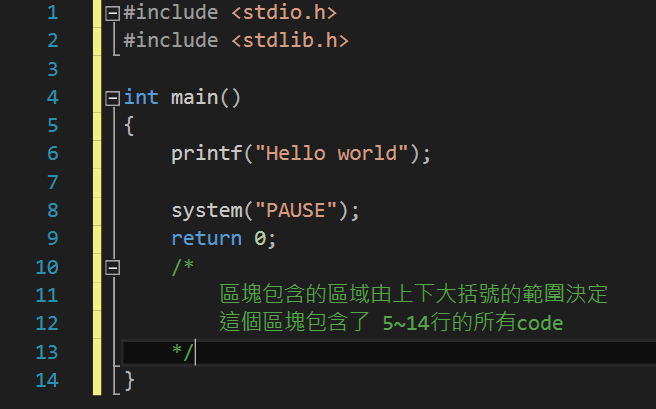 1 #include <stdio.h>
2 #include <stdlib.h>
3
4 int main()
5 {
6 printf("Hello world");
7
8 system("PAUSE");
9 return 0;
10 /*
11 區塊包含的區域由上下大括號的範圍決定
12 這個區塊包含了 5~14行的所有code
13 */
14 }